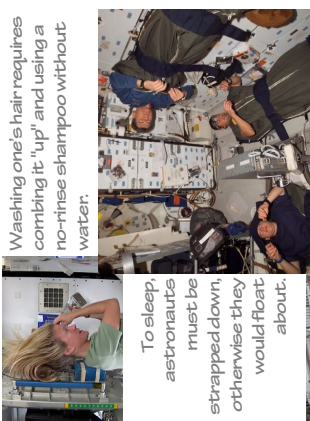 Washing one's hair requires
combing it "up" and using a
no-rinse shampoo without
water.
To sleep,
astronauts
must be
strapped down,
otherwise they
would float
about.